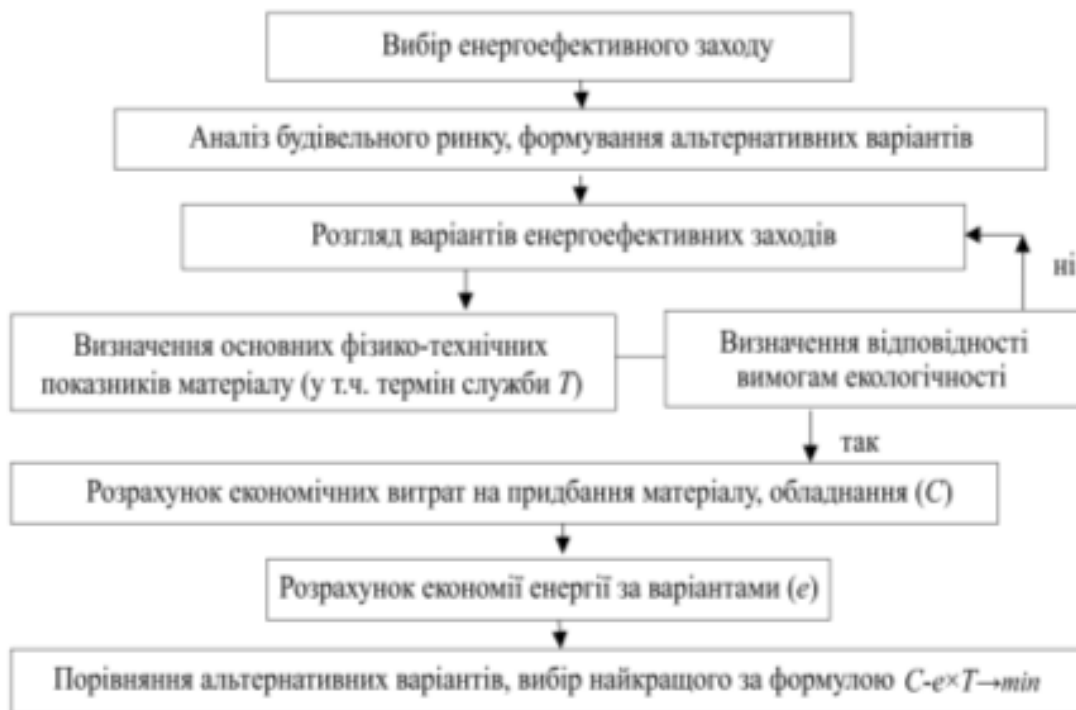 Вибір енергоефективного заходу
Аналіз будівельного ринку, формування альтернативних варіантів
Розгляд варіантів енергоефективних заходів
ні
Визначення основних фізико-технічних
показників матеріалу (у т.ч. термін служби T)
Визначення відповідності
вимогам екологічності
так
Розрахунок економічних витрат на придбання матеріалу, обладнання (C)
Розрахунок економії енергії за варіантами (e)
Порівняння альтернативних варіантів, вибір найкращого за формулою C-e×T→min